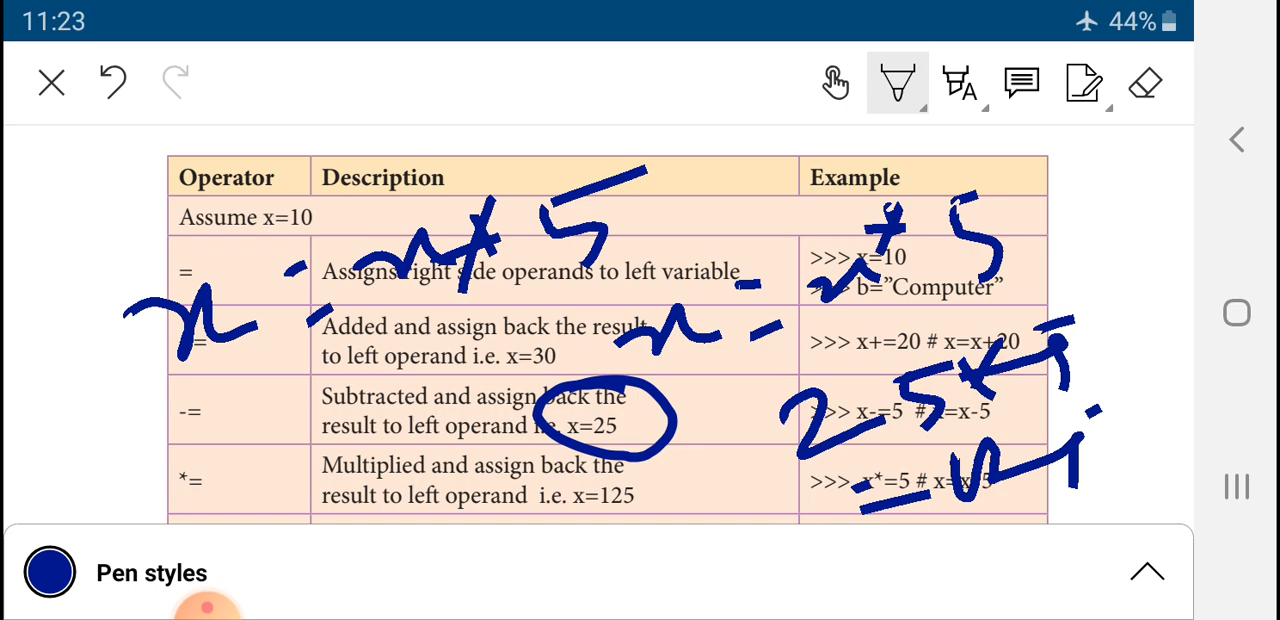 11:23
44%
Operator Description Example
Assume x=10
= Assigns right side operands to left variable >>> x=10
b="Computer"
Added and assign back the result
to left operand i.e. x=30 >>> x+=20 # x=x+20
-= Subtracted and assign back the
result to left operand i.e. x=25 >>> x-=5 # x=x-5
*= Multiplied and assign back the
result to left operand i.e. x=125 >>> x*=5 # x=x*5
x = x * 5
x = x * 5
25 * 5
Pen styles